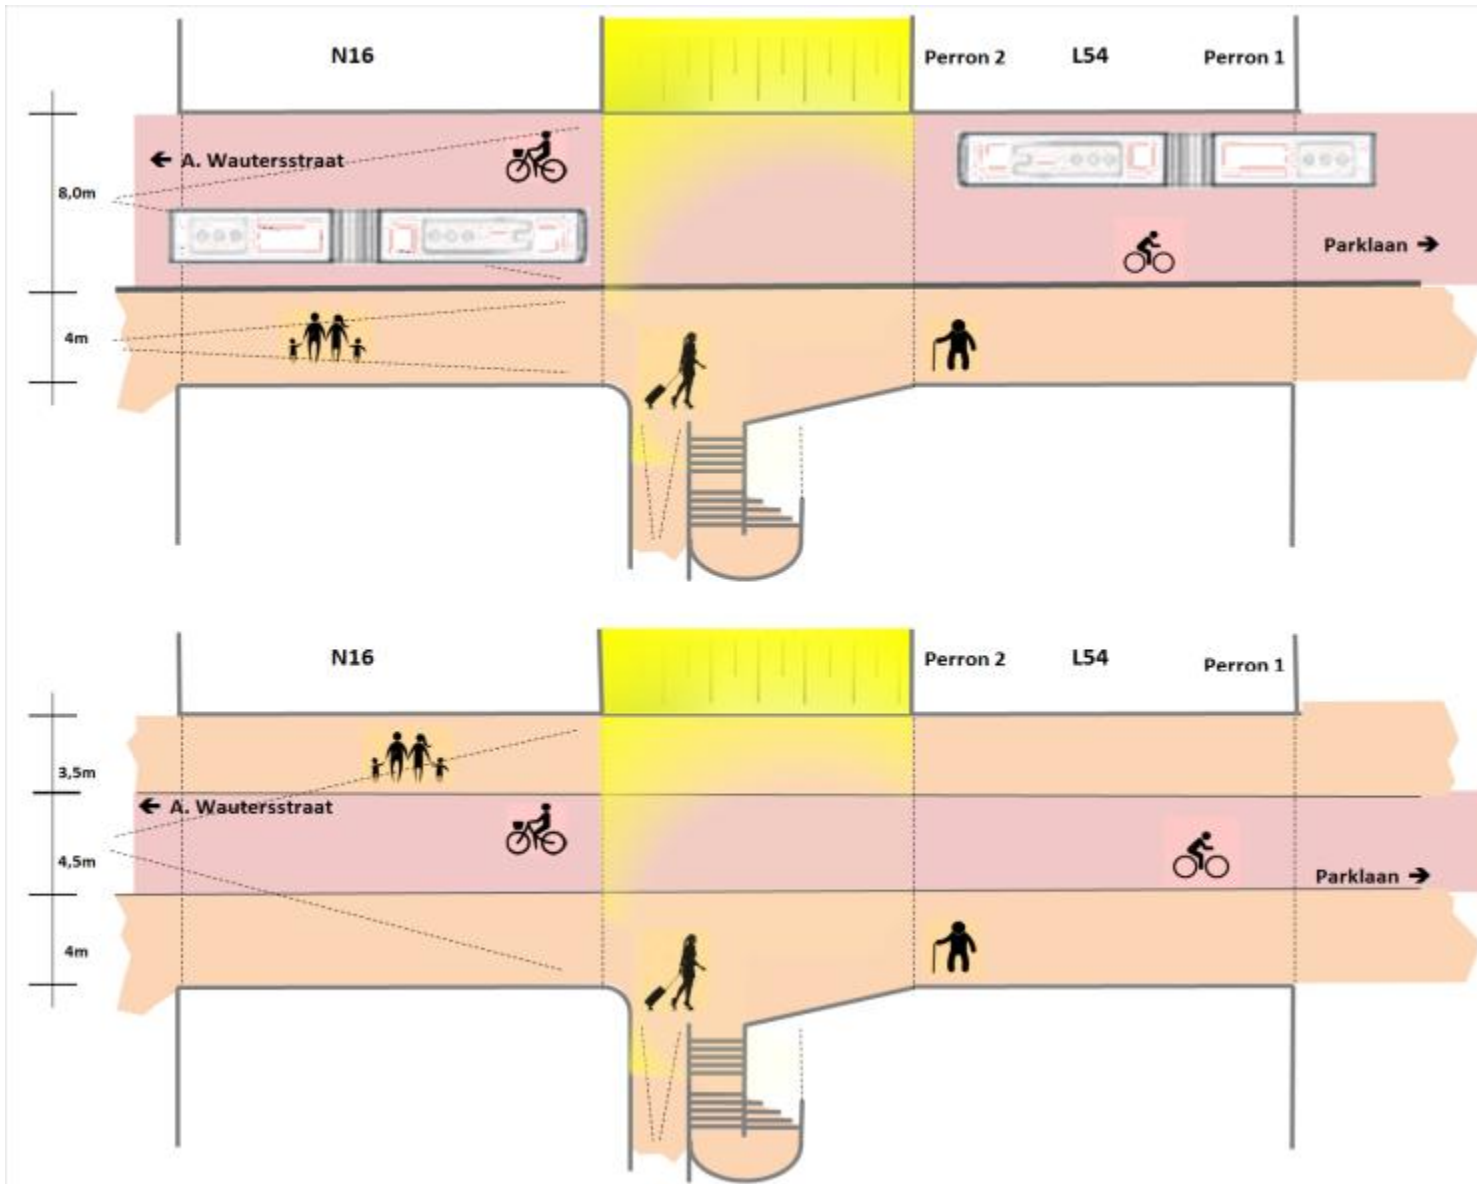 N16
Perron 2
L54
Perron 1
← A. Wautersstraat
8,0m
Parklaan →
4m
N16
Perron 2
L54
Perron 1
3,5m
← A. Wautersstraat
4,5m
Parklaan →
4m